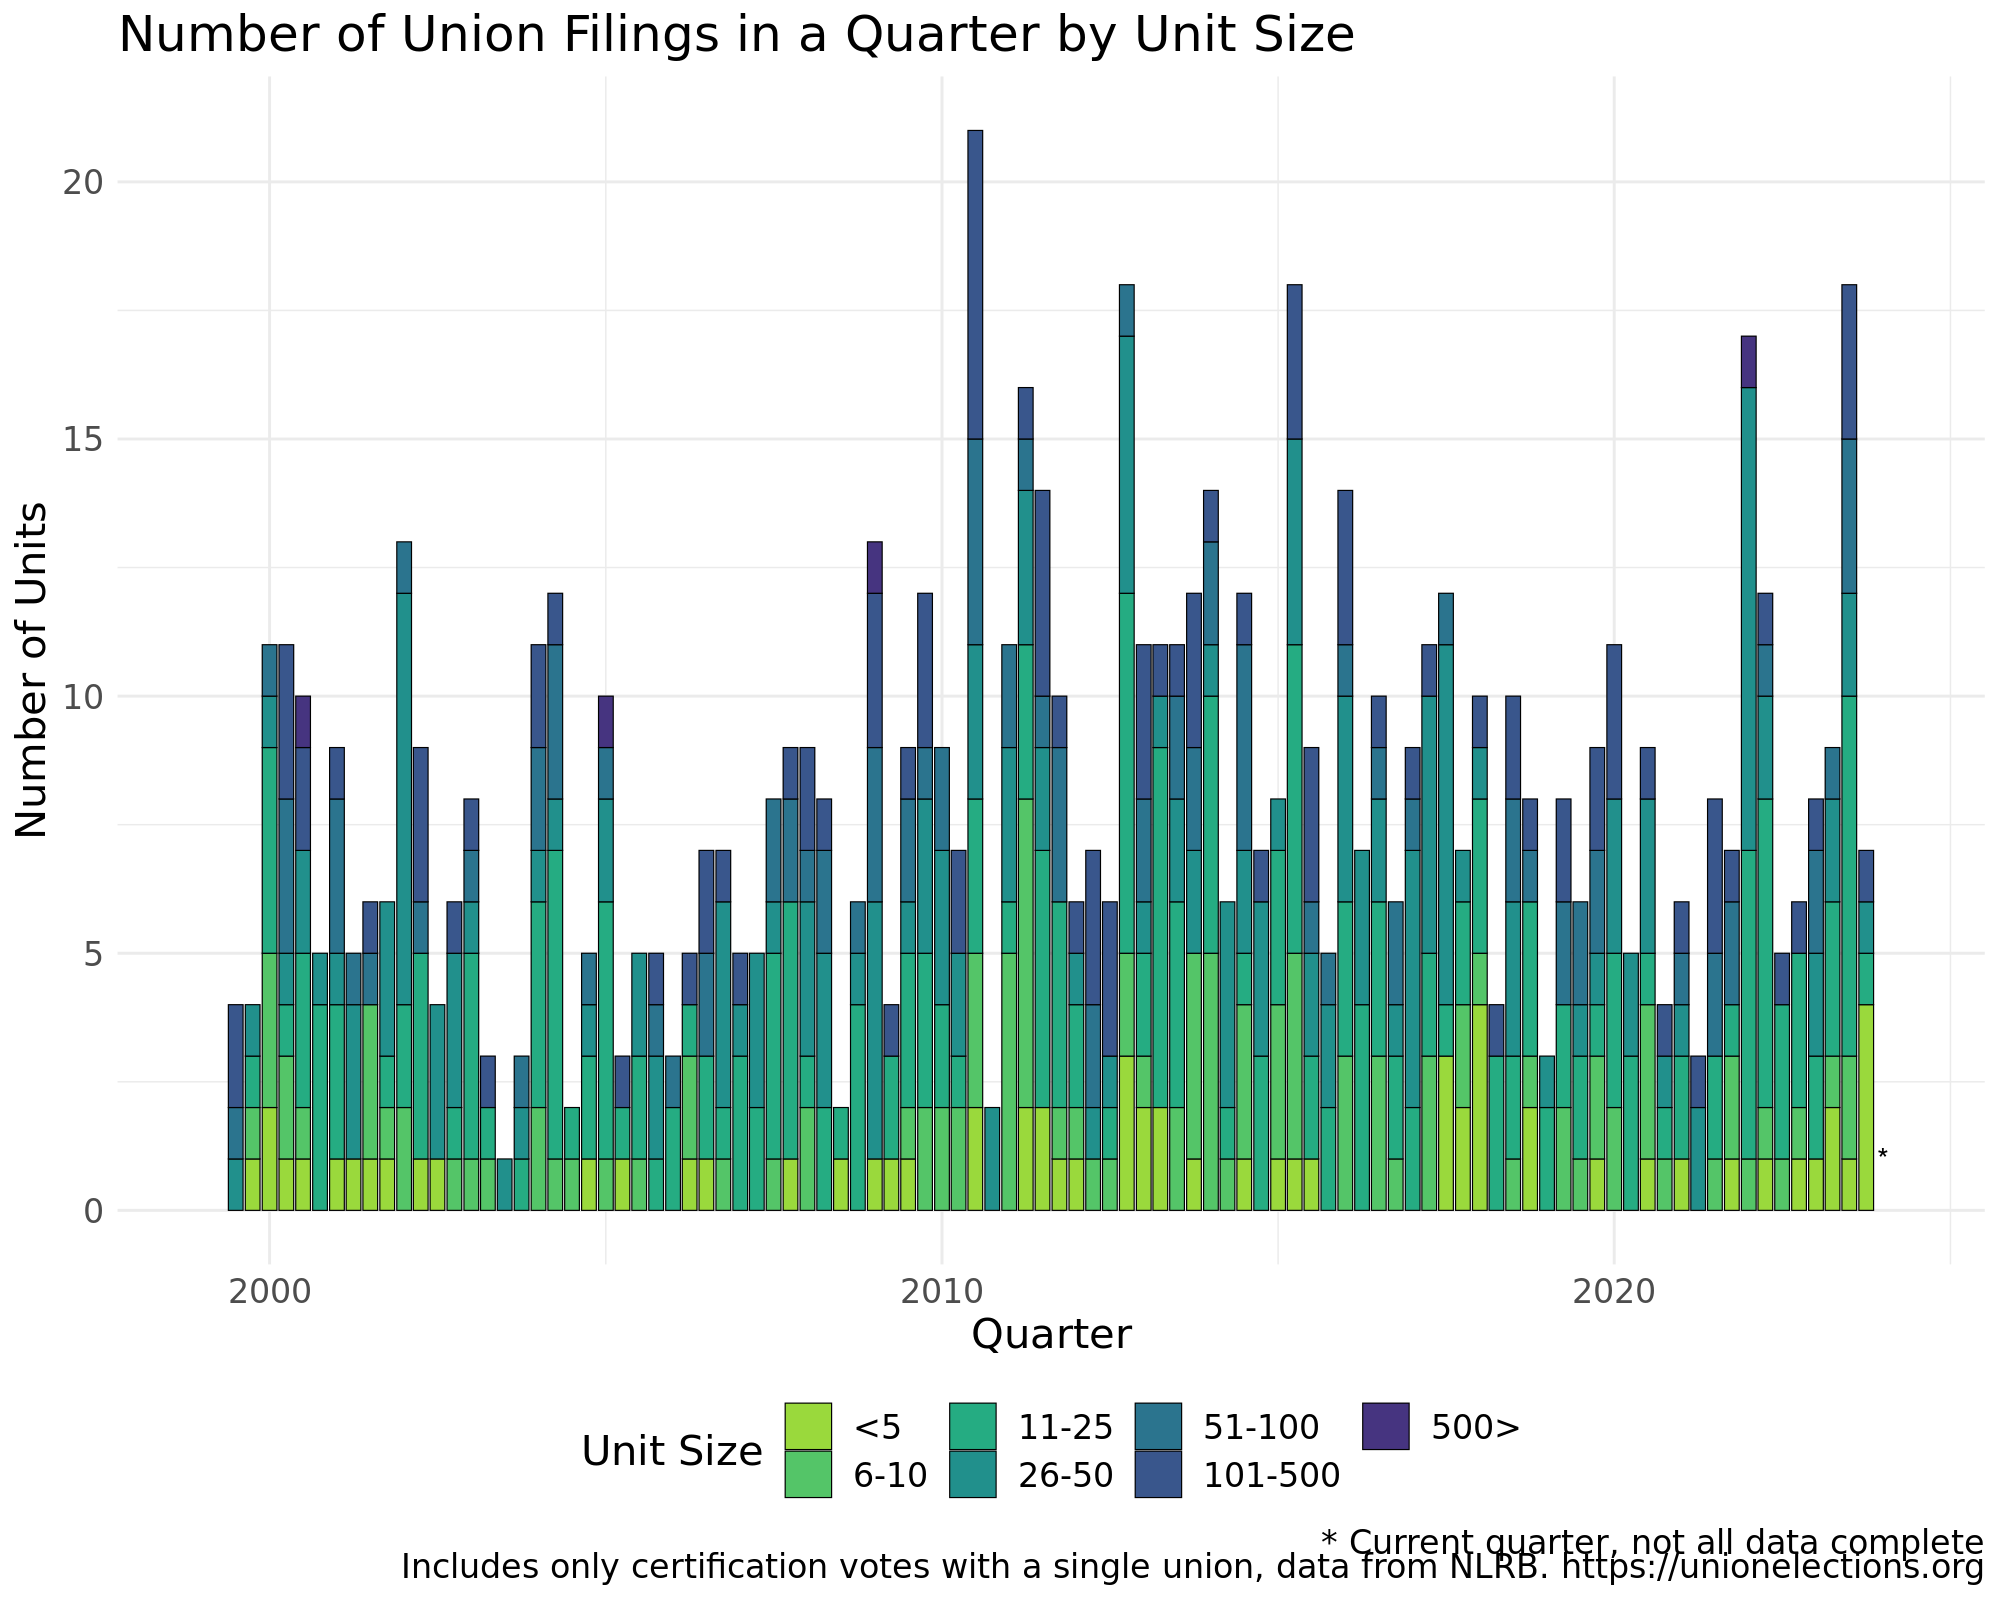 Number of Union Filings in a Quarter by Unit Size
Number of Units
20
15
10
5
0
*
2000 2010 2020
Quarter
Unit Size
<5 11-25 51-100 500>
6-10 26-50 101-500
* Current quarter, not all data complete
Includes only certification votes with a single union, data from NLRB. https://unionelections.org